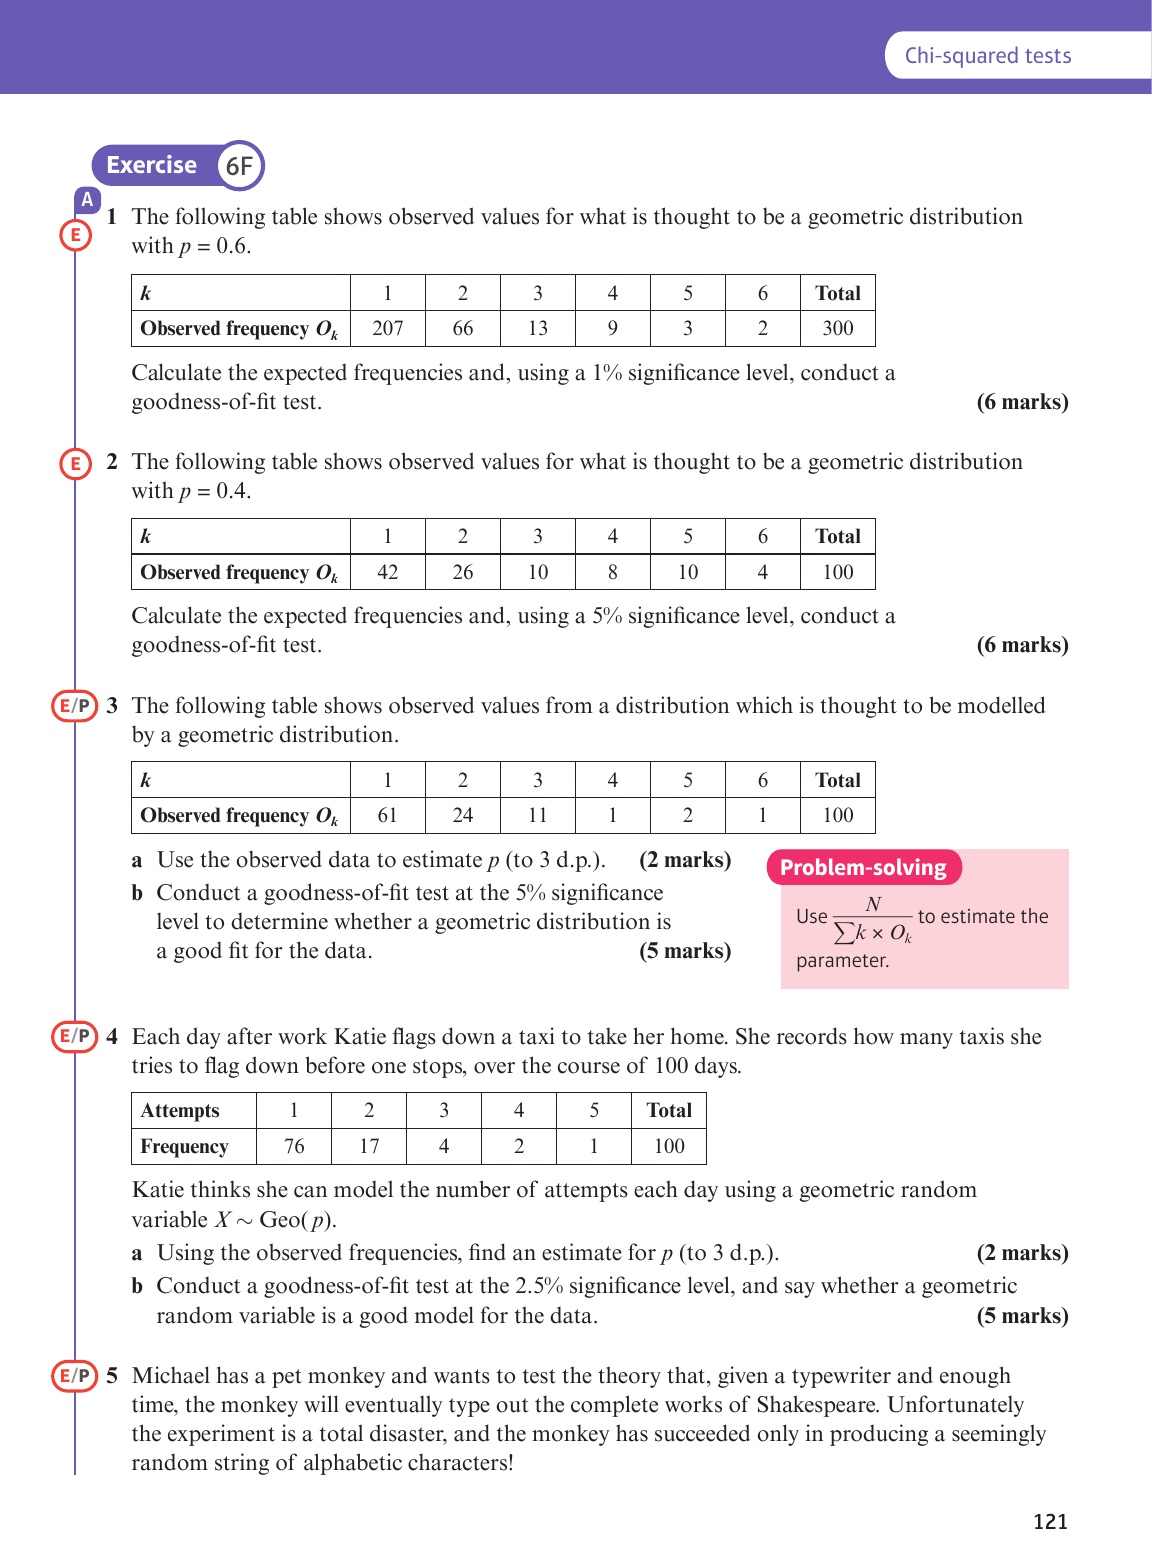 Chi-squared tests
Exercise 6F
A
E
1 The following table shows observed values for what is thought to be a geometric distribution
with p = 0.6.
k 1 2 3 4 5 6 Total
Observed frequency Oₖ 207 66 13 9 3 2 300
Calculate the expected frequencies and, using a 1% significance level, conduct a
goodness-of-fit test. (6 marks)
E 2 The following table shows observed values for what is thought to be a geometric distribution
with p = 0.4.
k 1 2 3 4 5 6 Total
Observed frequency Oₖ 42 26 10 8 10 4 100
Calculate the expected frequencies and, using a 5% significance level, conduct a
goodness-of-fit test. (6 marks)
E/P 3 The following table shows observed values from a distribution which is thought to be modelled
by a geometric distribution.
k 1 2 3 4 5 6 Total
Observed frequency Oₖ 61 24 11 1 2 1 100
a Use the observed data to estimate p (to 3 d.p.). (2 marks)
b Conduct a goodness-of-fit test at the 5% significance
level to determine whether a geometric distribution is
a good fit for the data. (5 marks)
Problem-solving
Use N / ∑k × Oₖ to estimate the
parameter.
E/P 4 Each day after work Katie flags down a taxi to take her home. She records how many taxis she
tries to flag down before one stops, over the course of 100 days.
Attempts 1 2 3 4 5 Total
Frequency 76 17 4 2 1 100
Katie thinks she can model the number of attempts each day using a geometric random
variable X ~ Geo(p).
a Using the observed frequencies, find an estimate for p (to 3 d.p.). (2 marks)
b Conduct a goodness-of-fit test at the 2.5% significance level, and say whether a geometric
random variable is a good model for the data. (5 marks)
E/P 5 Michael has a pet monkey and wants to test the theory that, given a typewriter and enough
time, the monkey will eventually type out the complete works of Shakespeare. Unfortunately
the experiment is a total disaster, and the monkey has succeeded only in producing a seemingly
random string of alphabetic characters!
121